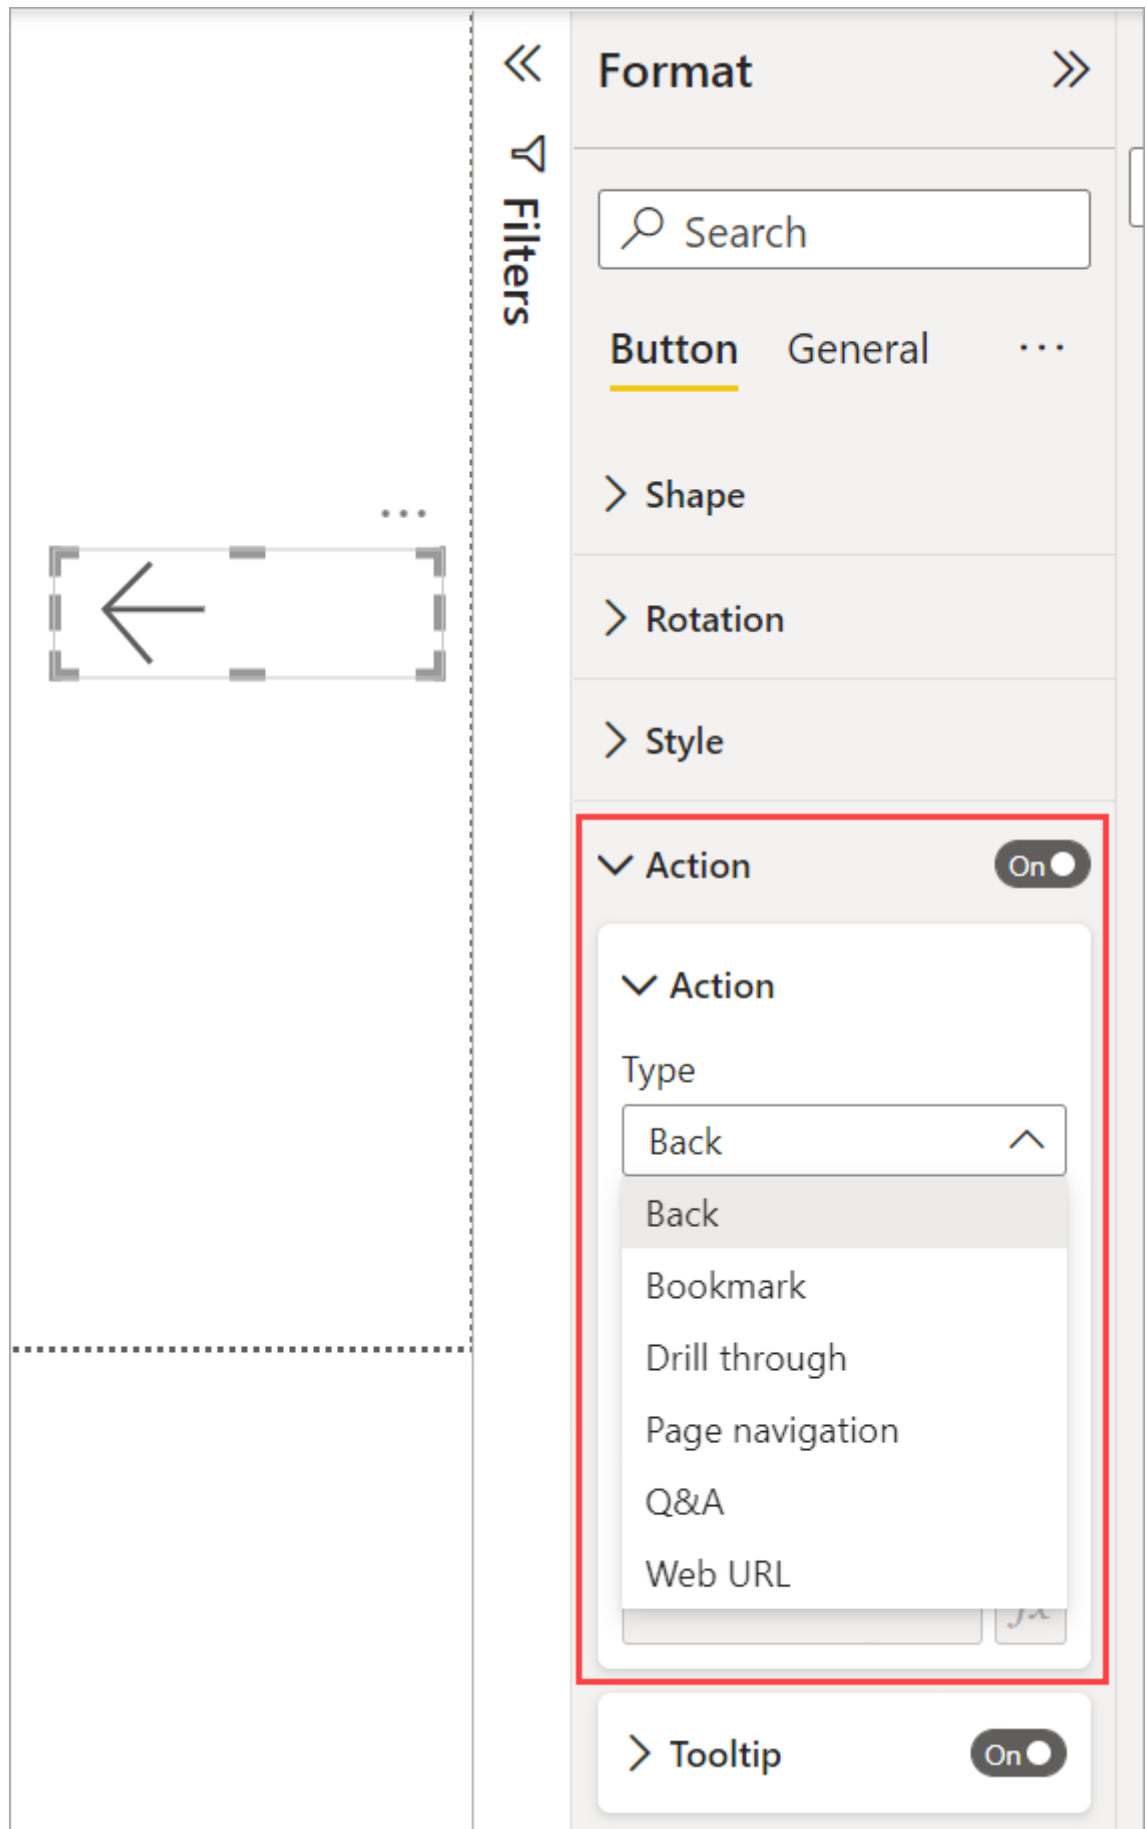 Format
Filters
Search
Button General ...
Shape
Rotation
Style
Action On
Action
Type
Back
Back
Bookmark
Drill through
Page navigation
Q&A
Web URL
fx
Tooltip On